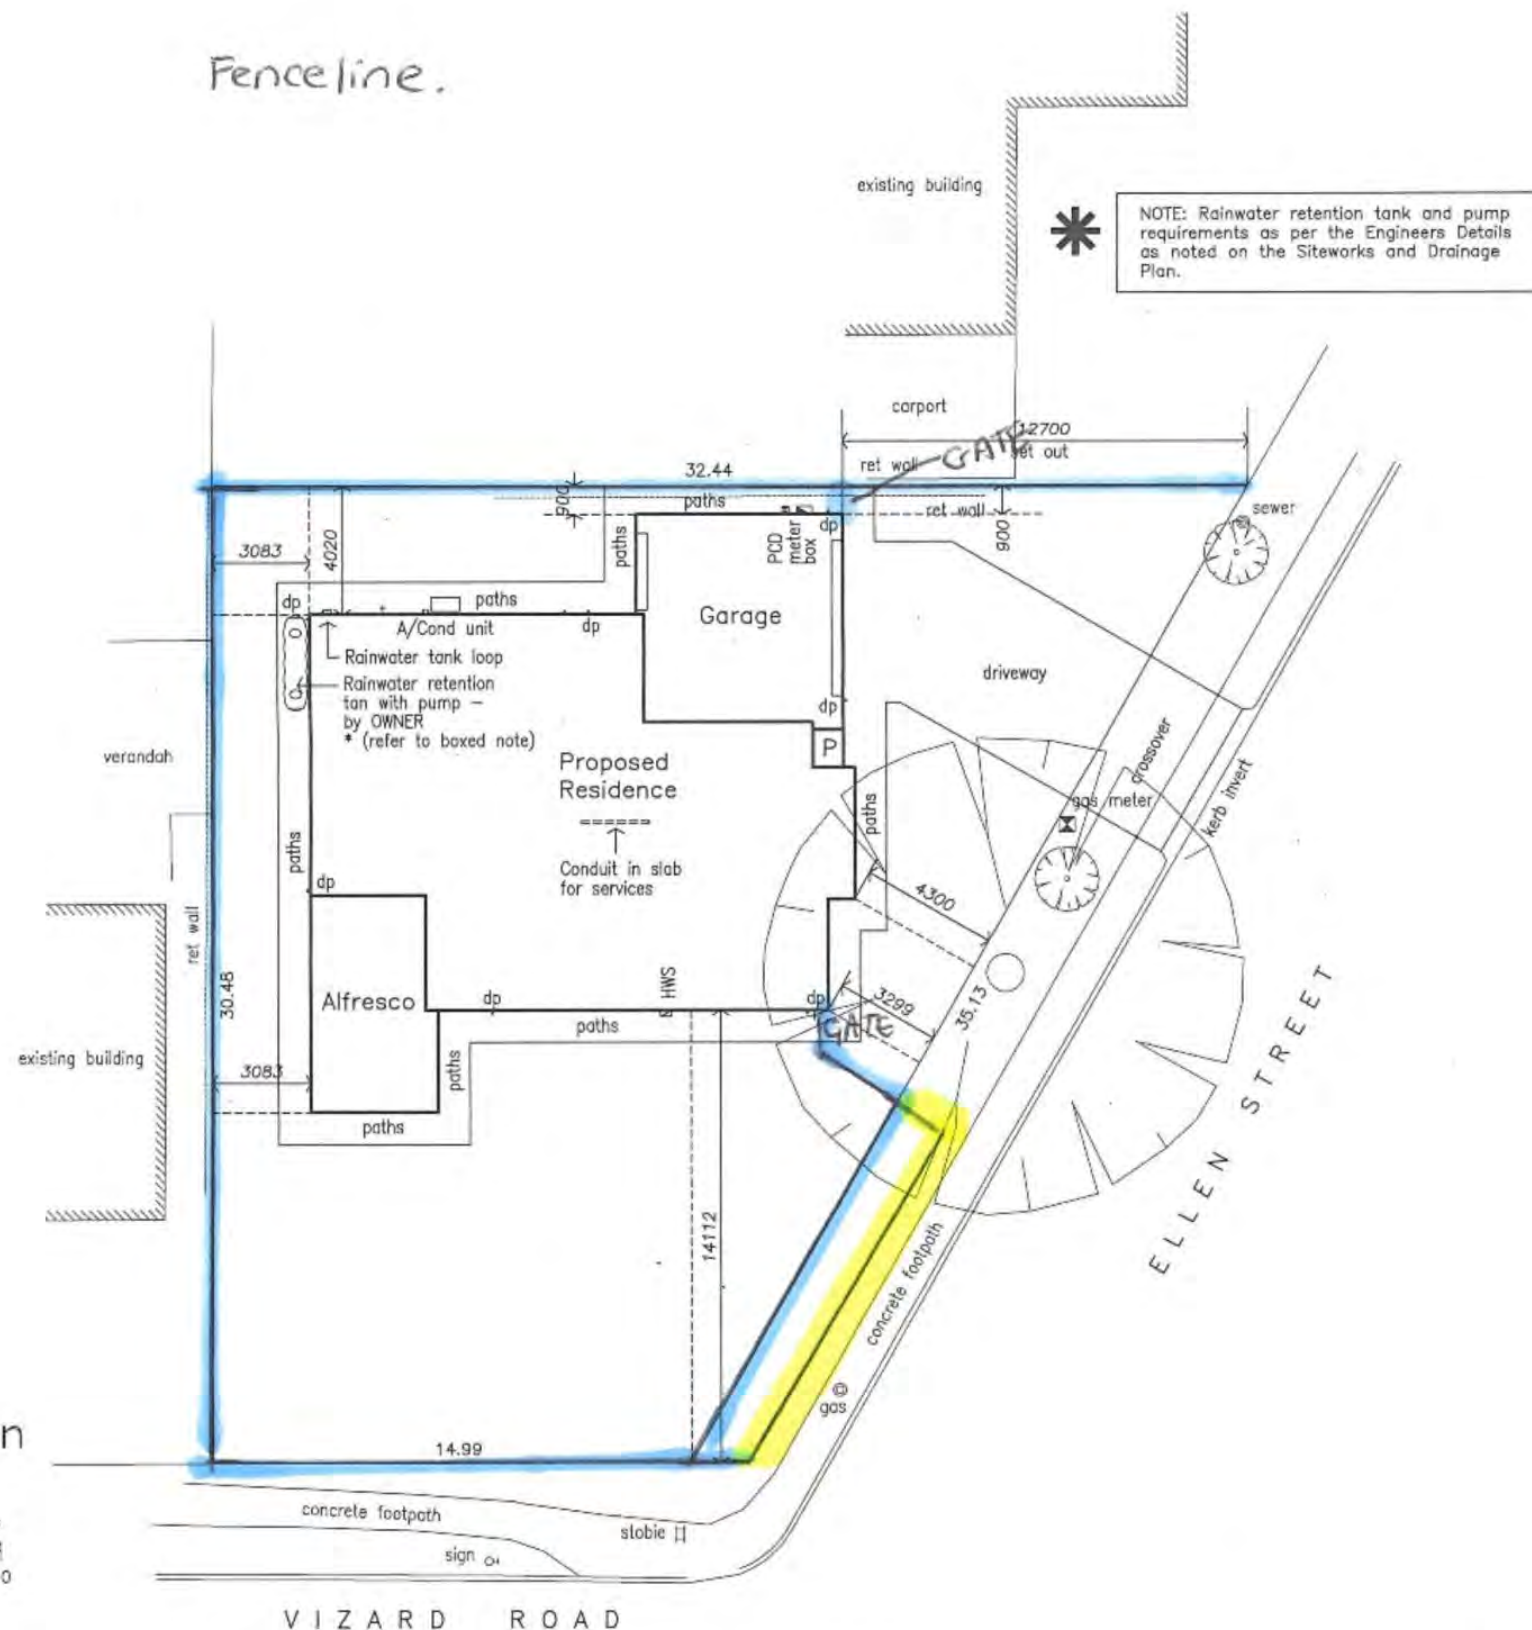 Fenceline.
existing building
NOTE: Rainwater retention tank and pump
requirements as per the Engineers Details
as noted on the Siteworks and Drainage
Plan.
carport
12700
set out
GATE
ret wall
32.44
900
paths
ret wall
900
sewer
dp
PCD
meter
box
paths
3083
4020
dp
paths
Garage
A/Cond unit
dp
Rainwater tank loop
Rainwater retention
tan with pump –
by OWNER
* (refer to boxed note)
driveway
dp
verandah
Proposed
Residence
P
crossover
gas meter
kerb invert
paths
paths
Conduit in slab
for services
dp
4300
ret wall
30.48
Alfresco
dp
HWS
dp
3299
35.13
GATE
paths
existing building
3083
paths
paths
ELLEN STREET
14112
concrete footpath
gas
n
14.99
concrete footpath
stobie
sign
VIZARD ROAD